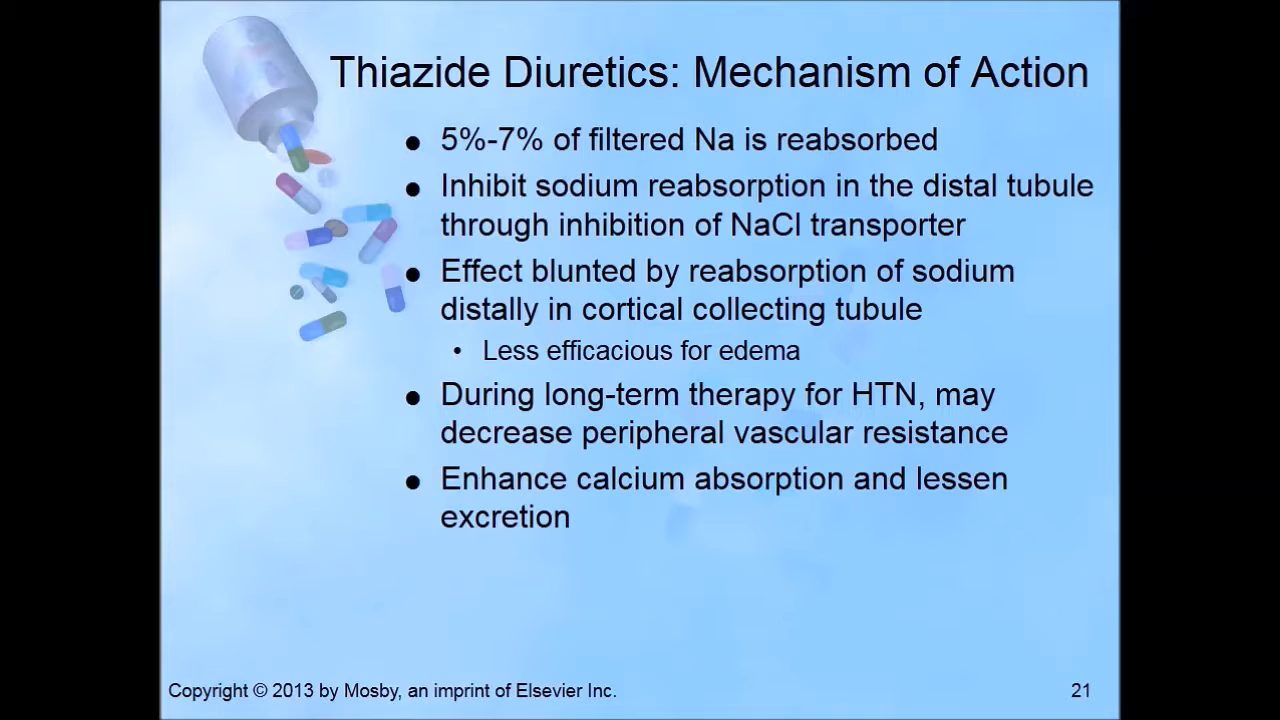 Thiazide Diuretics: Mechanism of Action
● 5%-7% of filtered Na is reabsorbed
● Inhibit sodium reabsorption in the distal tubule
through inhibition of NaCl transporter
● Effect blunted by reabsorption of sodium
distally in cortical collecting tubule
• Less efficacious for edema
● During long-term therapy for HTN, may
decrease peripheral vascular resistance
● Enhance calcium absorption and lessen
excretion
Copyright © 2013 by Mosby, an imprint of Elsevier Inc.
21